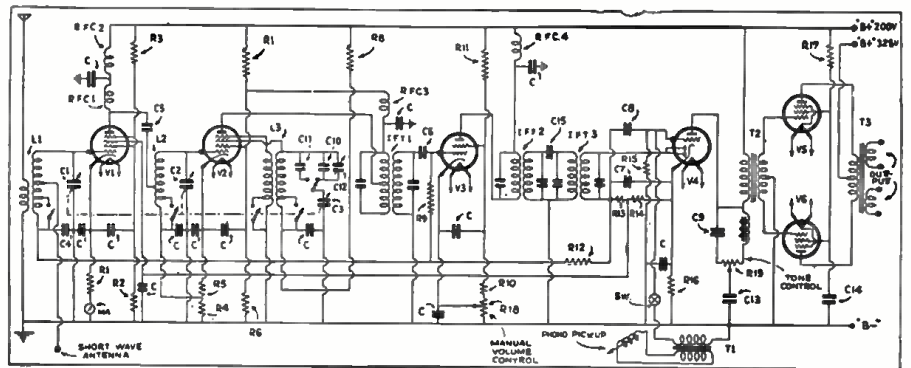 RFC2
R3
R1
R8
R11
RFC.4
R17
"B+" 200V
"B+" 325V
C
RFC1
C5
RFC3
C
C
C8
C15
L1
L2
L3
C11
C10
IFT1
C6
IFT2
IFT3
R15
C7
T2
T3
V5
OUT-
PUT
C1
V1
C2
V2
C12
C3
V3
R9
R13
R14
V4
V6
C4
C
C
C
C
C
C
C9
R12
R1
R2
C
R5
R4
R6
C
R10
R18
C
SW.
R16
R19
TONE
CONTROL
C13
C14
MA
SHORT WAVE
ANTENNA
MANUAL
VOLUME
CONTROL
PHONO PICKUP
T1
"B-"